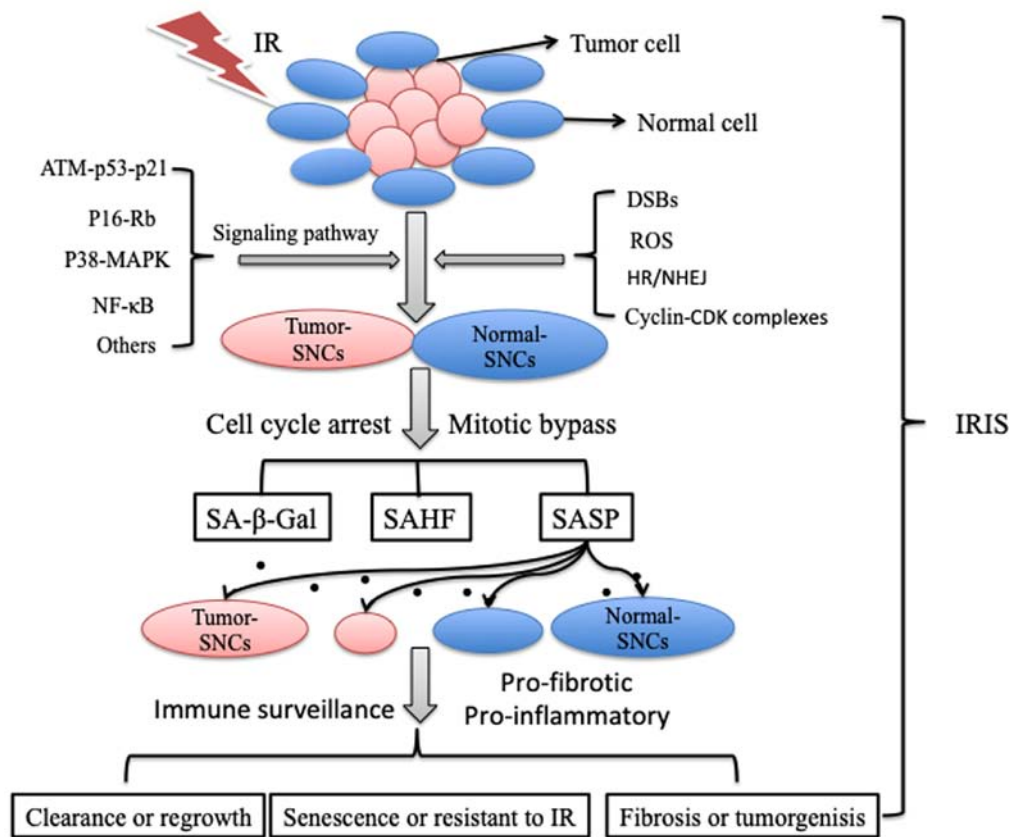 IR
Tumor cell
Normal cell
ATM-p53-p21
P16-Rb
P38-MAPK
NF-κB
Others
Signaling pathway
DSBs
ROS
HR/NHEJ
Cyclin-CDK complexes
Tumor-
SNCs
Normal-
SNCs
Cell cycle arrest
Mitotic bypass
IRIS
SA-β-Gal
SAHF
SASP
Tumor-
SNCs
Normal-
SNCs
Immune surveillance
Pro-fibrotic
Pro-inflammatory
Clearance or regrowth
Senescence or resistant to IR
Fibrosis or tumorgenisis